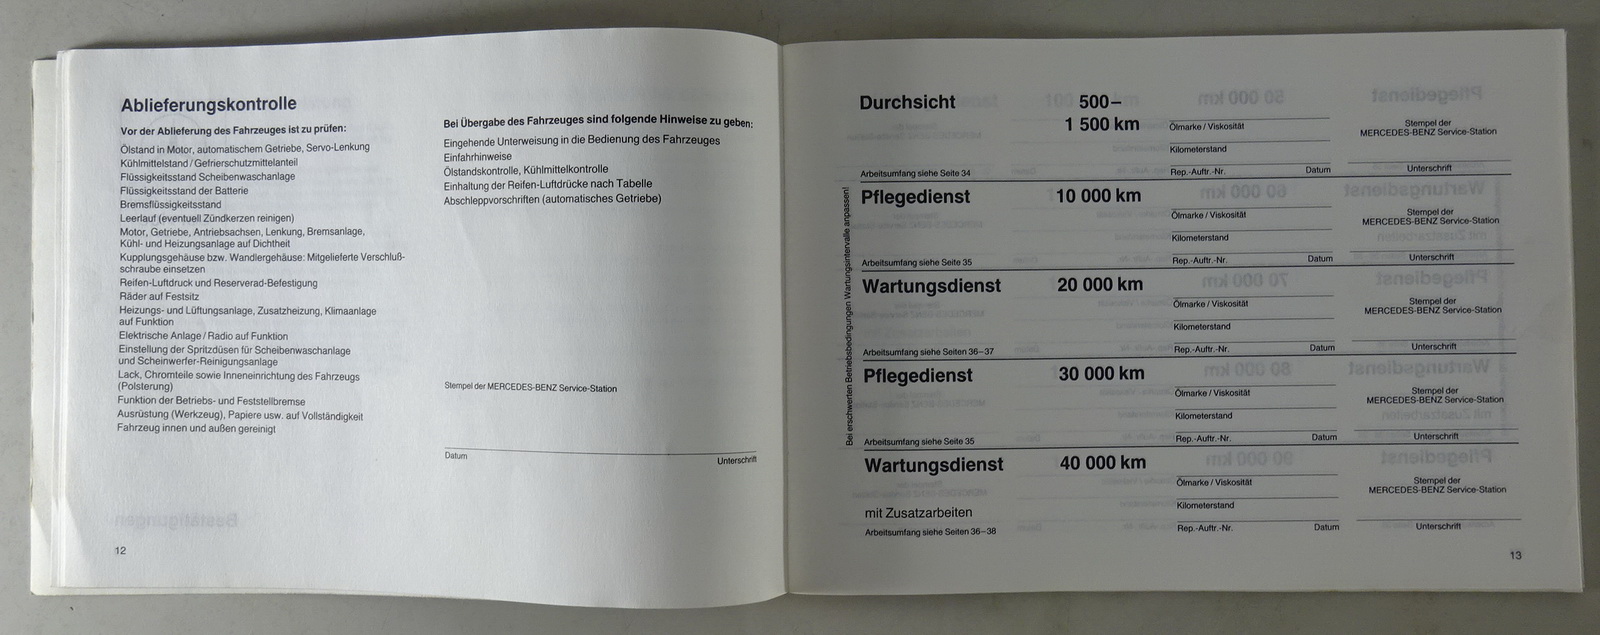 Ablieferungskontrolle
Vor der Ablieferung des Fahrzeuges ist zu prüfen:
Ölstand in Motor, automatischem Getriebe, Servo-Lenkung
Kühlmittelstand / Gefrierschutzmittelanteil
Flüssigkeitsstand Scheibenwaschanlage
Flüssigkeitsstand der Batterie
Bremsflüssigkeitsstand
Leerlauf (eventuell Zündkerzen reinigen)
Motor, Getriebe, Antriebsachsen, Lenkung, Bremsanlage,
Kühl- und Heizungsanlage auf Dichtheit
Kupplungsgehäuse bzw. Wandlergehäuse: Mitgelieferte Verschluß-
schraube einsetzen
Reifen-Luftdruck und Reserverad-Befestigung
Räder auf Festsitz
Heizungs- und Lüftungsanlage, Zusatzheizung, Klimaanlage
auf Funktion
Elektrische Anlage / Radio auf Funktion
Einstellung der Spritzdüsen für Scheibenwaschanlage
und Scheinwerfer-Reinigungsanlage
Lack, Chromteile sowie Inneneinrichtung des Fahrzeugs
(Polsterung)
Funktion der Betriebs- und Feststellbremse
Ausrüstung (Werkzeug), Papiere usw. auf Vollständigkeit
Fahrzeug innen und außen gereinigt
Bei Übergabe des Fahrzeuges sind folgende Hinweise zu geben:
Eingehende Unterweisung in die Bedienung des Fahrzeuges
Einfahrhinweise
Ölstandskontrolle, Kühlmittelkontrolle
Einhaltung der Reifen-Luftdrücke nach Tabelle
Abschleppvorschriften (automatisches Getriebe)
Stempel der MERCEDES-BENZ Service-Station
Datum Unterschrift
12
Bei erschwerten Betriebsbedingungen Wartungsintervalle anpassen!
Durchsicht 500–
1 500 km
Ölmarke / Viskosität
Stempel der
MERCEDES-BENZ Service-Station
Kilometerstand
Arbeitsumfang siehe Seite 34
Rep.-Auftr.-Nr. Datum Unterschrift
Pflegedienst 10 000 km
Ölmarke / Viskosität
Stempel der
MERCEDES-BENZ Service-Station
Kilometerstand
Arbeitsumfang siehe Seite 35
Rep.-Auftr.-Nr. Datum Unterschrift
Wartungsdienst 20 000 km
Ölmarke / Viskosität
Stempel der
MERCEDES-BENZ Service-Station
Kilometerstand
Arbeitsumfang siehe Seiten 36–37
Rep.-Auftr.-Nr. Datum Unterschrift
Pflegedienst 30 000 km
Ölmarke / Viskosität
Stempel der
MERCEDES-BENZ Service-Station
Kilometerstand
Arbeitsumfang siehe Seite 35
Rep.-Auftr.-Nr. Datum Unterschrift
Wartungsdienst 40 000 km
Ölmarke / Viskosität
Stempel der
MERCEDES-BENZ Service-Station
Kilometerstand
mit Zusatzarbeiten
Arbeitsumfang siehe Seiten 36–38
Rep.-Auftr.-Nr. Datum Unterschrift
13